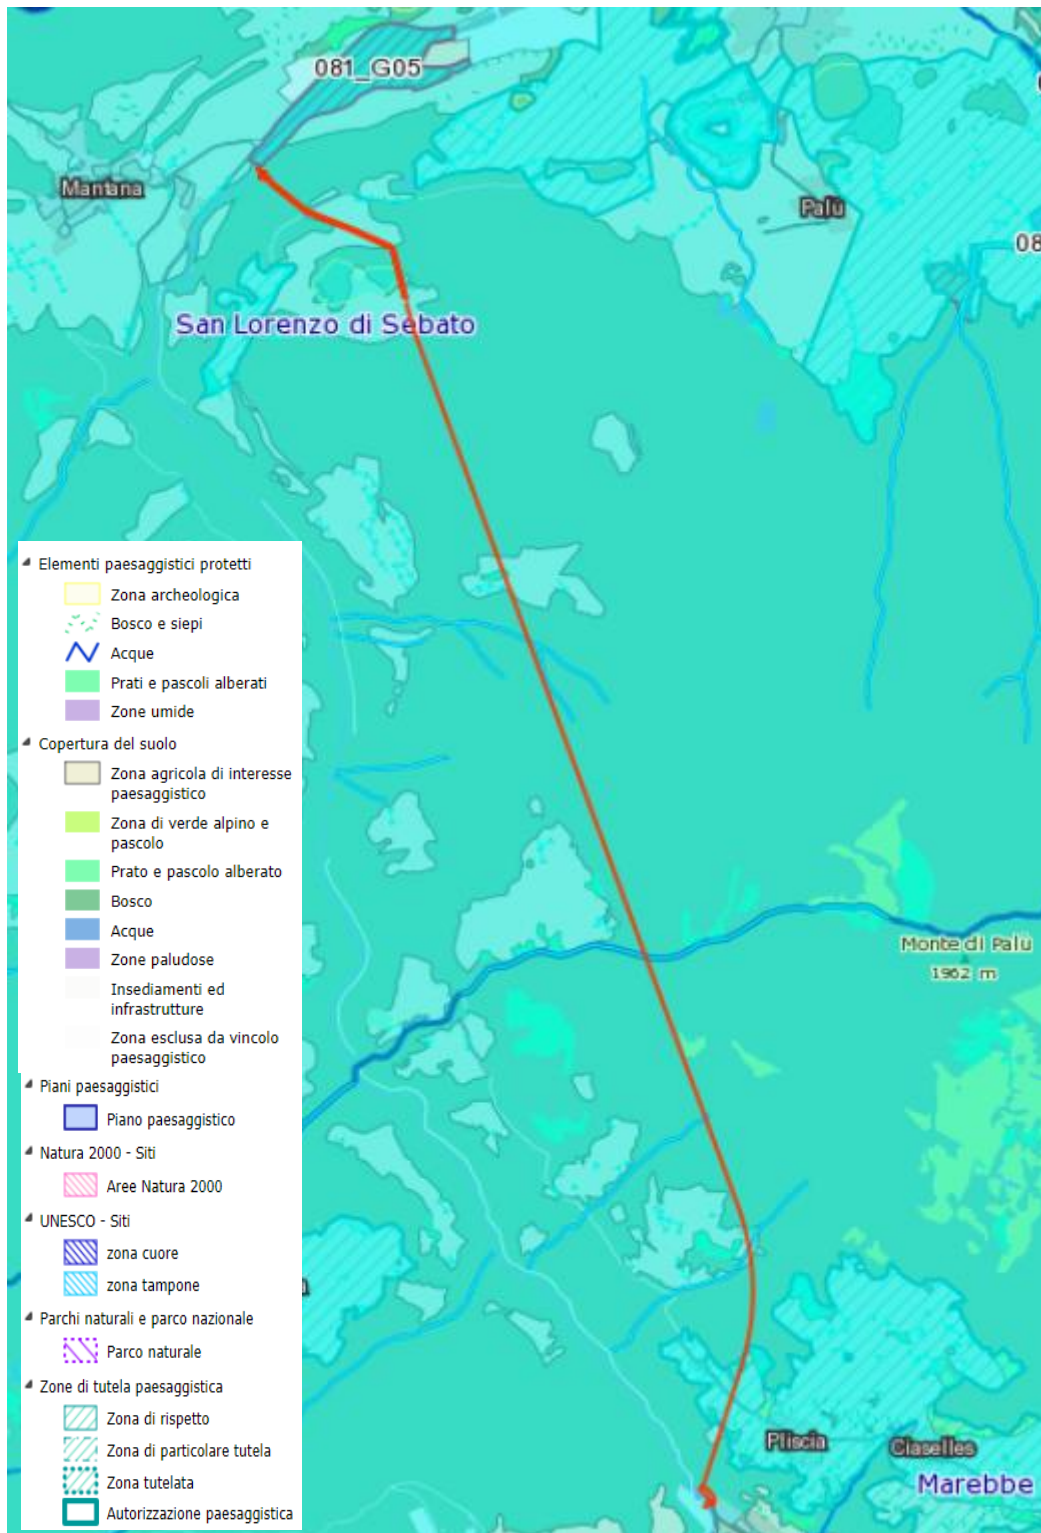 081_G05
Mantana
Palù
08
San Lorenzo di Sebato
Elementi paesaggistici protetti
Zona archeologica
Bosco e siepi
Acque
Prati e pascoli alberati
Zone umide
Copertura del suolo
Zona agricola di interesse
paesaggistico
Zona di verde alpino e
pascolo
Prato e pascolo alberato
Bosco
Acque
Zone paludose
Insediamenti ed
infrastrutture
Zona esclusa da vincolo
paesaggistico
Piani paesaggistici
Piano paesaggistico
Natura 2000 - Siti
Aree Natura 2000
UNESCO - Siti
zona cuore
zona tampone
Parchi naturali e parco nazionale
Parco naturale
Zone di tutela paesaggistica
Zona di rispetto
Zona di particolare tutela
Zona tutelata
Autorizzazione paesaggistica
Monte di Palù
1962 m
Pliscia
Ciaselles
Marebbe